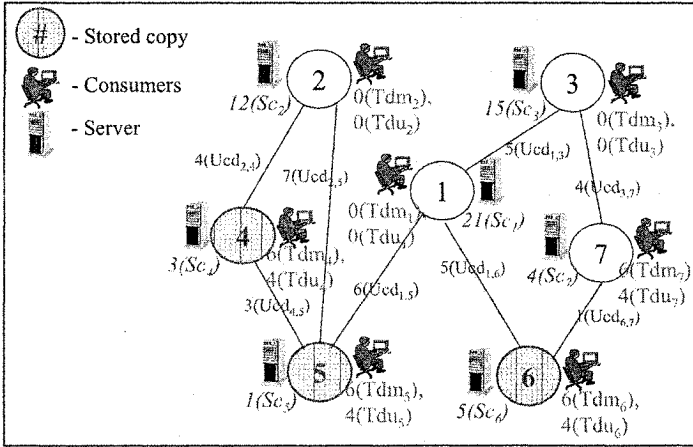 # - Stored copy
- Consumers
- Server
2
12(Sc₂)
0(Tdm₂),
0(Tdu₂)
3
15(Sc₃)
0(Tdm₃),
0(Tdu₃)
4(Ucd₂,₄)
7(Ucd₂,₅)
5(Ucd₁,₃)
4(Ucd₃,₇)
1
0(Tdm₁)
0(Tdu₁)
21(Sc₁)
4
3(Sc₄)
6(Tdm₄),
4(Tdu₄)
7
4(Sc₂)
6(Tdm₇)
4(Tdu₇)
3(Ucd₄,₅)
6(Ucd₁,₅)
5(Ucd₁,₆)
1(Ucd₆,₇)
5
1(Sc₅)
6(Tdm₅),
4(Tdu₅)
6
5(Sc₆)
6(Tdm₆)
4(Tdu₆)